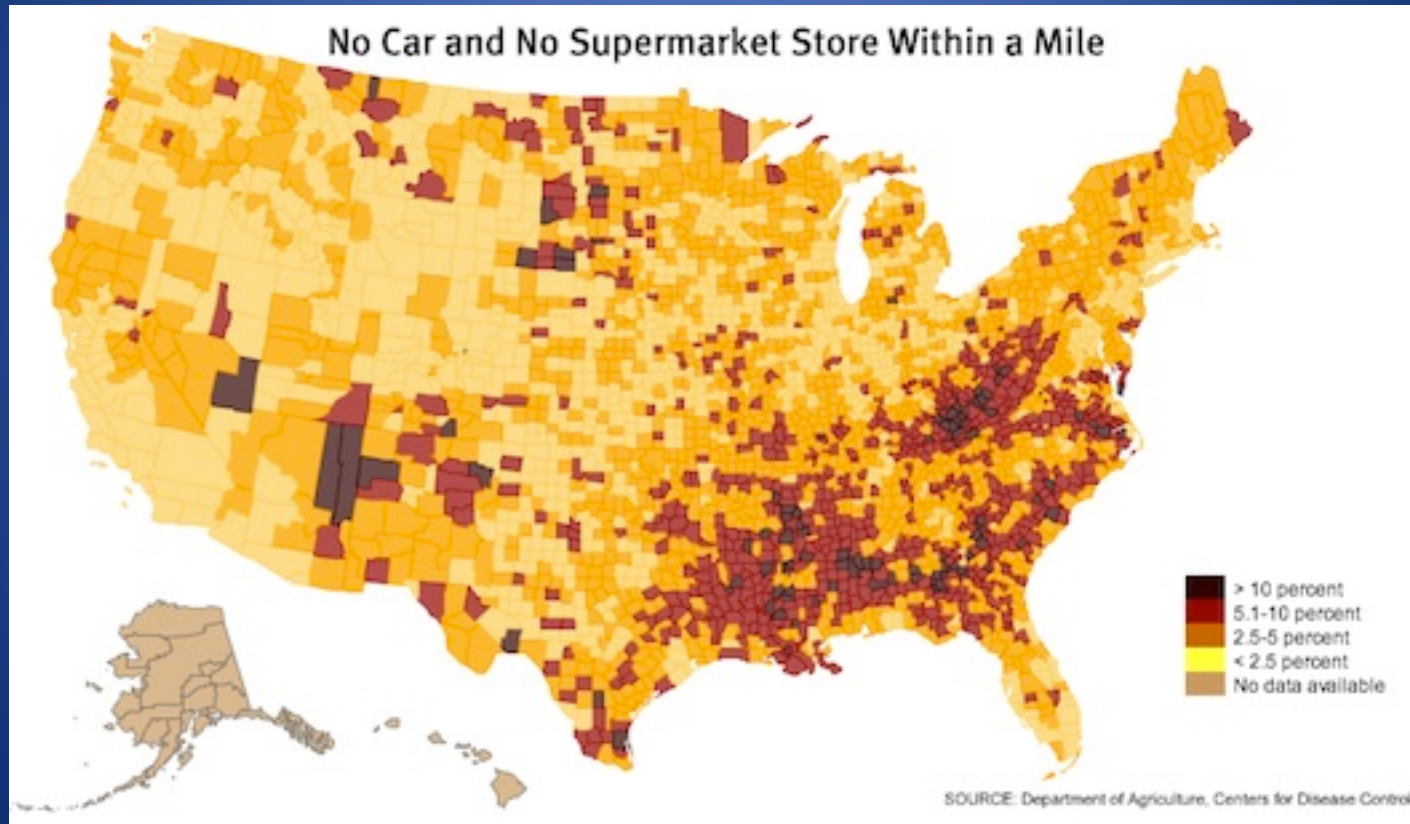 No Car and No Supermarket Store Within a Mile
> 10 percent
5.1-10 percent
2.5-5 percent
< 2.5 percent
No data available
SOURCE: Department of Agriculture, Centers for Disease Control